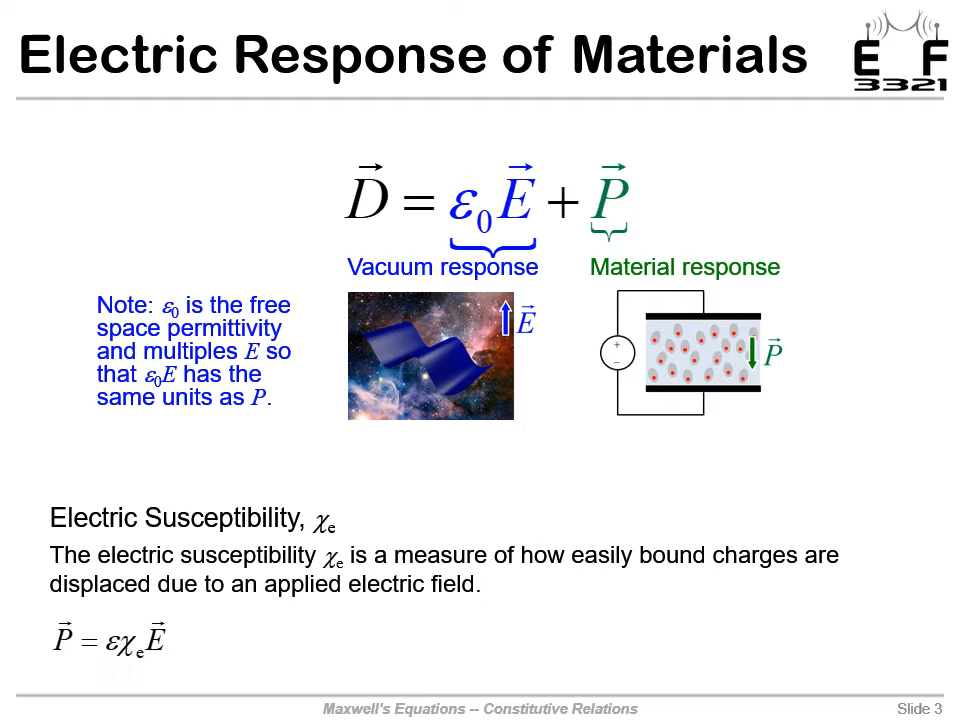 Electric Response of Materials
E F
3321
D⃗ = ε₀E⃗ + P⃗
Vacuum response
Material response
Note: ε₀ is the free
space permittivity
and multiples E so
that ε₀E has the
same units as P.
E⃗
+
−
P⃗
Electric Susceptibility, χₑ
The electric susceptibility χₑ is a measure of how easily bound charges are
displaced due to an applied electric field.
P⃗ = εχₑE⃗
Maxwell's Equations -- Constitutive Relations
Slide 3